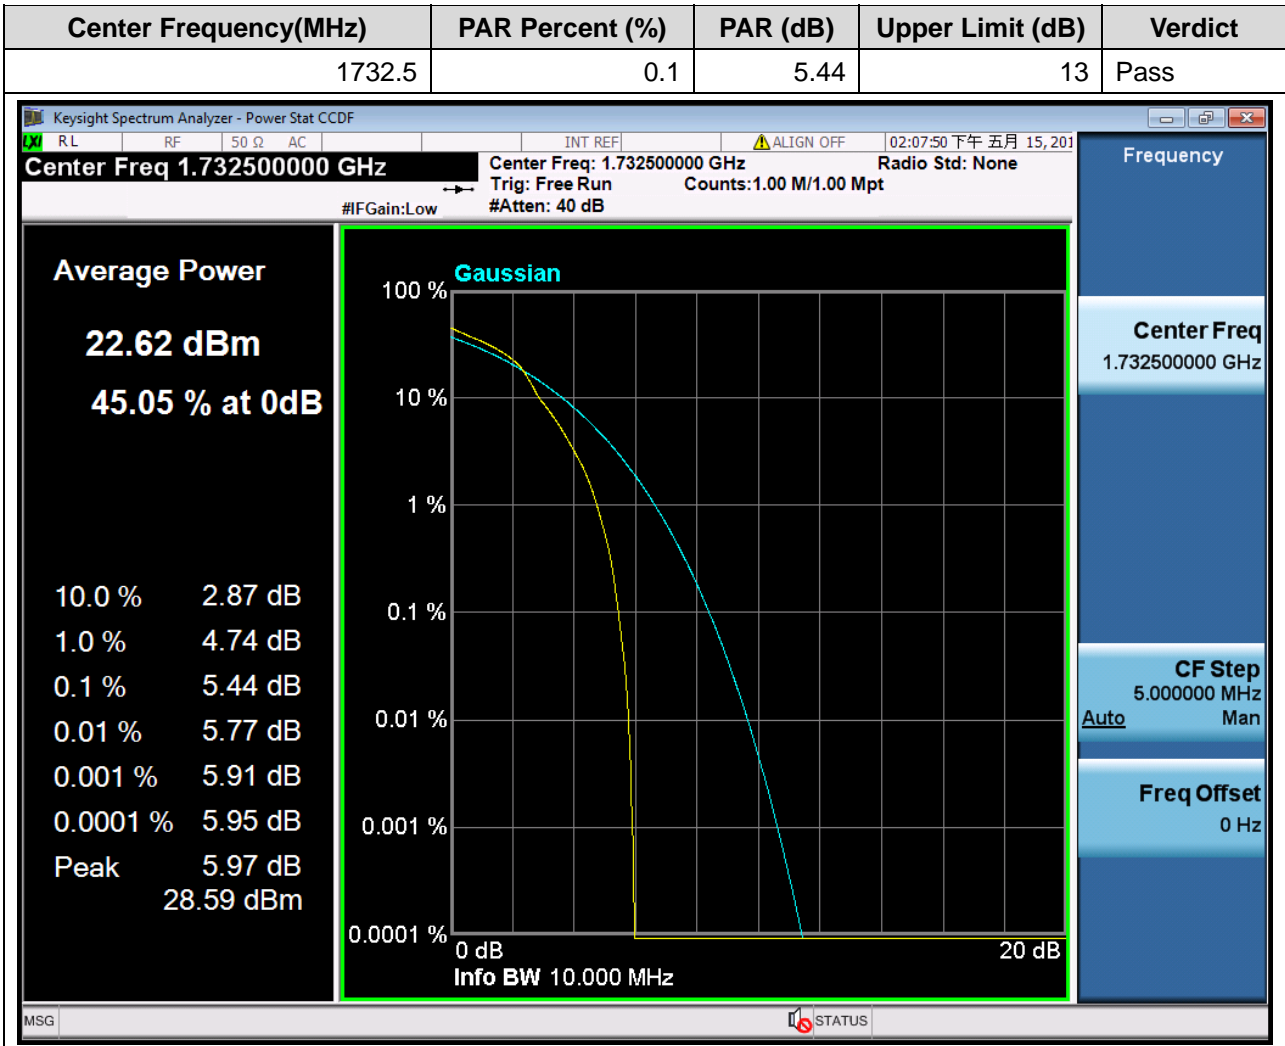 Center Frequency(MHz) PAR Percent (%) PAR (dB) Upper Limit (dB) Verdict
1732.5 0.1 5.44 13 Pass
Keysight Spectrum Analyzer - Power Stat CCDF
LXI RL RF 50 Ω AC INT REF ALIGN OFF 02:07:50 下午 五月 15, 201
Center Freq 1.732500000 GHz
Center Freq: 1.732500000 GHz Radio Std: None
Trig: Free Run Counts:1.00 M/1.00 Mpt
#IFGain:Low #Atten: 40 dB
Frequency
Average Power
22.62 dBm
45.05 % at 0dB
10.0 % 2.87 dB
1.0 % 4.74 dB
0.1 % 5.44 dB
0.01 % 5.77 dB
0.001 % 5.91 dB
0.0001 % 5.95 dB
Peak 5.97 dB
28.59 dBm
Gaussian
100 %
10 %
1 %
0.1 %
0.01 %
0.001 %
0.0001 %
0 dB 20 dB
Info BW 10.000 MHz
Center Freq
1.732500000 GHz
CF Step
5.000000 MHz
Auto Man
Freq Offset
0 Hz
MSG STATUS